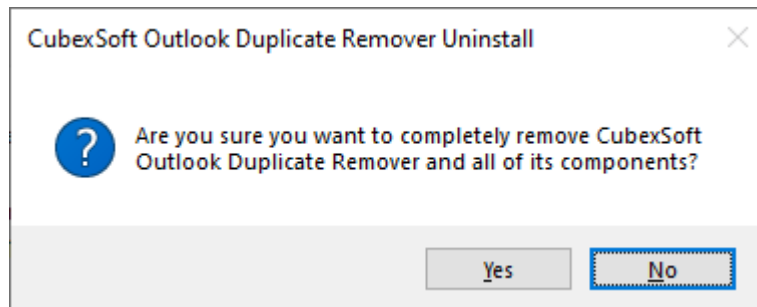 CubexSoft Outlook Duplicate Remover Uninstall
Are you sure you want to completely remove CubexSoft
Outlook Duplicate Remover and all of its components?
Yes
No